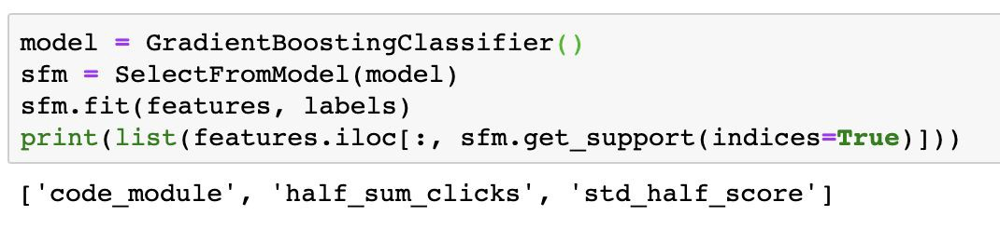 model = GradientBoostingClassifier()
sfm = SelectFromModel(model)
sfm.fit(features, labels)
print(list(features.iloc[:, sfm.get_support(indices=True)]))
['code_module', 'half_sum_clicks', 'std_half_score']